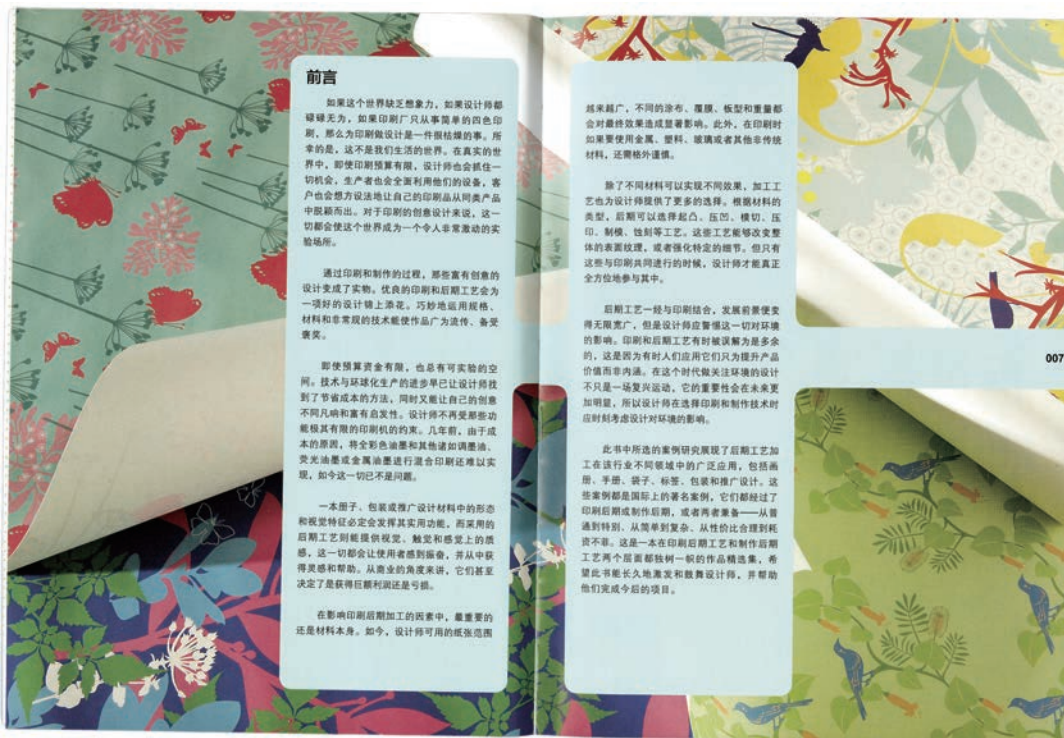 前言
如果这个世界缺乏想象力，如果设计师都
碌碌无为，如果印刷厂只从事简单的四色印
刷，那么为印刷做设计是一件很枯燥的事。所
幸的是，这不是我们生活的世界。在真实的世
界中，即使印刷预算有限，设计师也会抓住一
切机会，生产者也会全面利用他们的设备，客
户也会想方设法地让自己的印刷品从同类产品
中脱颖而出。对于印刷的创意设计来说，这一
切都会使这个世界成为一个令人非常激动的实
验场所。
通过印刷和制作的过程，那些富有创意的
设计变成了实物。优良的印刷和后期工艺会为
一项好的设计锦上添花。巧妙地运用规格、
材料和非常规的技术能使作品广为流传、备受
褒奖。
即使预算资金有限，也总有可实验的空
间。技术与环球化生产的进步早已让设计师找
到了节省成本的方法，同时又能让自己的创意
不同凡响和富有启发性。设计师不再受那些功
能极其有限的印刷机的约束。几年前，由于成
本的原因，将全彩色油墨和其他诸如调墨油、
荧光油墨或金属油墨进行混合印刷还难以实
现，如今这一切已不是问题。
一本册子、包装或推广设计材料中的形态
和视觉特征必定会发挥其实用功能，而采用的
后期工艺则能提供视觉、触觉和感觉上的质
感，这一切都会让使用者感到振奋，并从中获
得灵感和帮助。从商业的角度来讲，它们甚至
决定了是获得巨额利润还是亏损。
在影响印刷后期加工的因素中，最重要的
还是材料本身。如今，设计师可用的纸张范围
越来越广，不同的涂布、覆膜、板型和重量都
会对最终效果造成显著影响。此外，在印刷时
如果要使用金属、塑料、玻璃或者其他非传统
材料，还需格外谨慎。
除了不同材料可以实现不同效果，加工工
艺也为设计师提供了更多的选择。根据材料的
类型，后期可以选择起凸、压凹、模切、压
印、制模、蚀刻等工艺。这些工艺能够改变整
体的表面纹理，或者强化特定的细节。但只有
这些与印刷共同进行的时候，设计师才能真正
全方位地参与其中。
后期工艺一经与印刷结合，发展前景便变
得无限宽广，但是设计师应警惕这一切对环境
的影响。印刷和后期工艺有时被误解为是多余
的，这是因为有时人们应用它们只为提升产品
价值而非内涵。在这个时代做关注环境的设计
不只是一场复兴运动，它的重要性会在未来更
加明显，所以设计师在选择印刷和制作技术时
应时刻考虑设计对环境的影响。
此书中所选的案例研究展现了后期工艺加
工在该行业不同领域中的广泛应用，包括画
册、手册、袋子、标签、包装和推广设计。这
些案例都是国际上的著名案例，它们都经过了
印刷后期或制作后期，或者两者兼备——从普
通到特别、从简单到复杂、从性价比合理到耗
资不菲。这是一本在印刷后期工艺和制作后期
工艺两个层面都独树一帜的作品精选集，希
望此书能长久地激发和鼓舞设计师，并帮助
他们完成今后的项目。
007